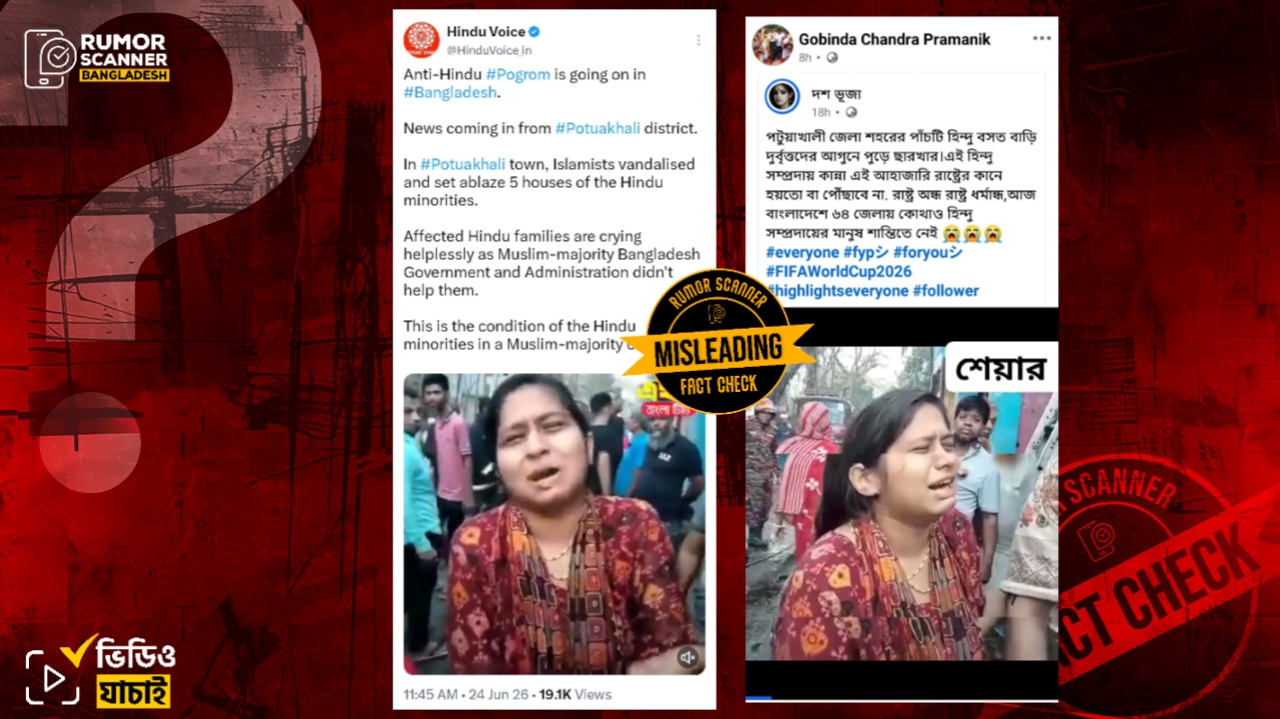 RUMOR
SCANNER
BANGLADESH
Hindu Voice
@HinduVoice_in
Anti-Hindu #Pogrom is going on in
#Bangladesh.
News coming in from #Potuakhali district.
In #Potuakhali town, Islamists vandalised
and set ablaze 5 houses of the Hindu
minorities.
Affected Hindu families are crying
helplessly as Muslim-majority Bangladesh
Government and Administration didn't
help them.
This is the condition of the Hindu
minorities in a Muslim-majority
বাংলা
11:45 AM • 24 Jun 26 • 19.1K Views
Gobinda Chandra Pramanik
8h •
দশ ভূজা
18h •
পটুয়াখালী জেলা শহরের পাঁচটি হিন্দু বসত বাড়ি
দুর্বৃত্তদের আগুনে পুড়ে ছারখার।এই হিন্দু
সম্প্রদায় কান্না এই আহাজারি রাষ্ট্রের কানে
হয়তো বা পৌঁছাবে না. রাষ্ট্র অন্ধ রাষ্ট্র ধর্মান্ধ,আজ
বাংলাদেশে ৬৪ জেলায় কোথাও হিন্দু
সম্প্রদায়ের মানুষ শান্তিতে নেই 😭😭😭
#everyone #fypシ #foryouシ
#FIFAWorldCup2026
#highlightseveryone #follower
শেয়ার
RUMOR SCANNER
MISLEADING
FACT CHECK
SCANNER
FACT CHECK
ভিডিও
যাচাই